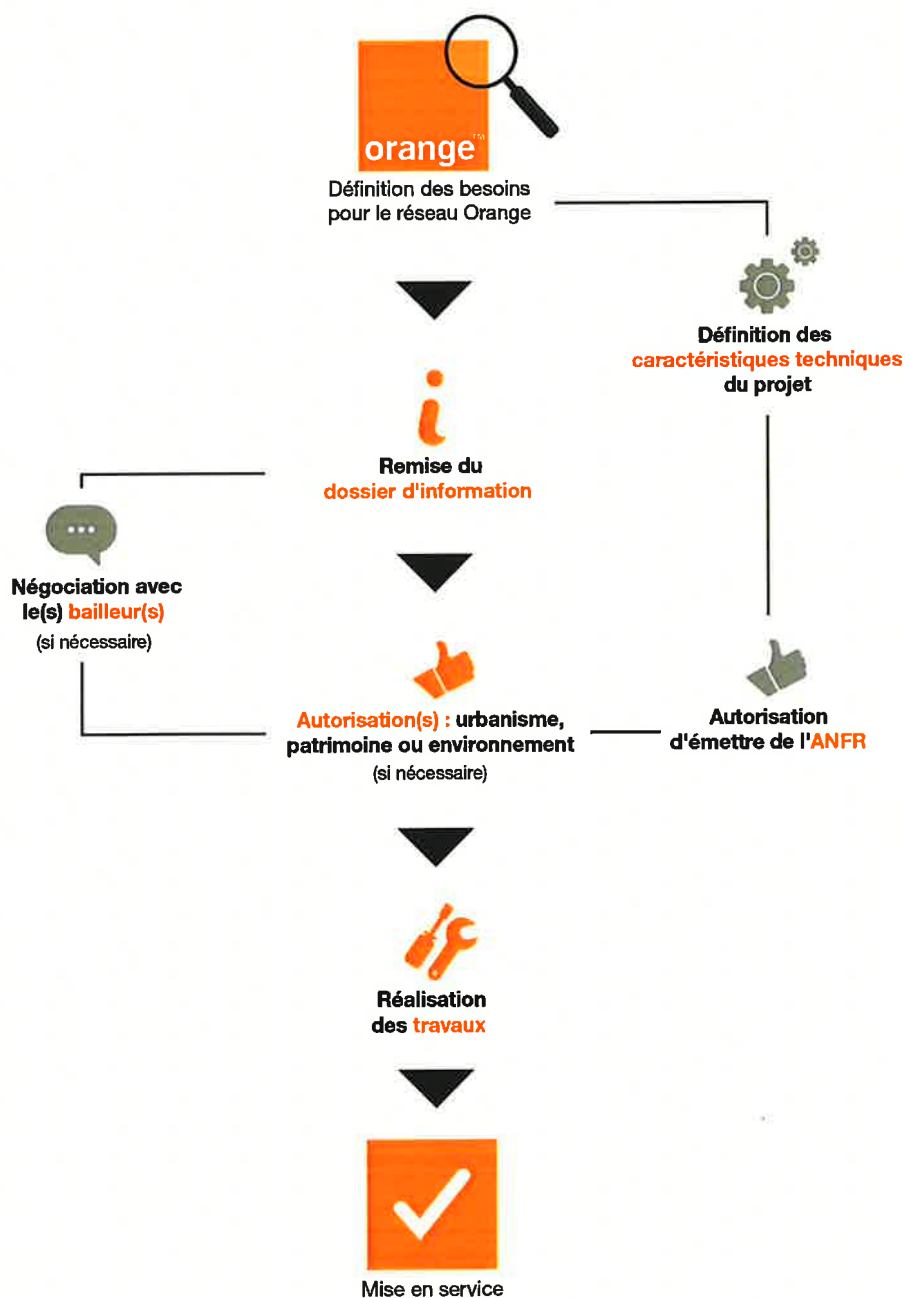 orange™
Définition des besoins
pour le réseau Orange
Définition des
caractéristiques techniques
du projet
Remise du
dossier d'information
Négociation avec
le(s) bailleur(s)
(si nécessaire)
Autorisation(s) : urbanisme,
patrimoine ou environnement
(si nécessaire)
Autorisation
d'émettre de l'ANFR
Réalisation
des travaux
Mise en service